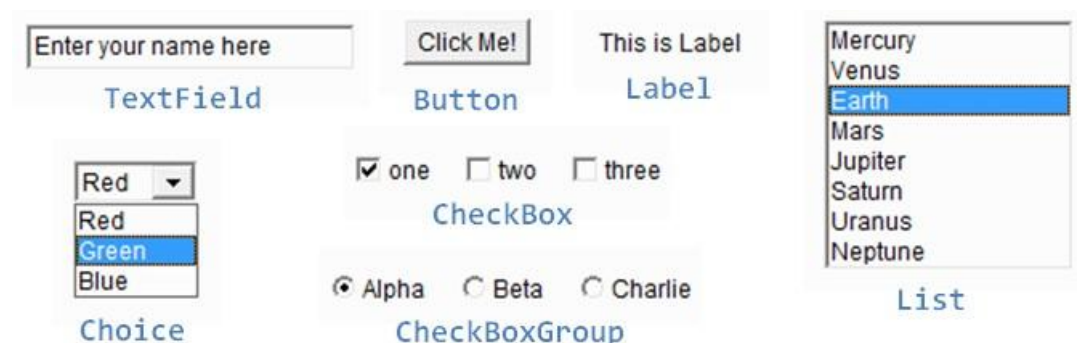 Enter your name here
TextField
Click Me!
Button
This is Label
Label
Mercury
Venus
Earth
Mars
Jupiter
Saturn
Uranus
Neptune
List
Red
Red
Green
Blue
Choice
one two three
CheckBox
Alpha Beta Charlie
CheckBoxGroup